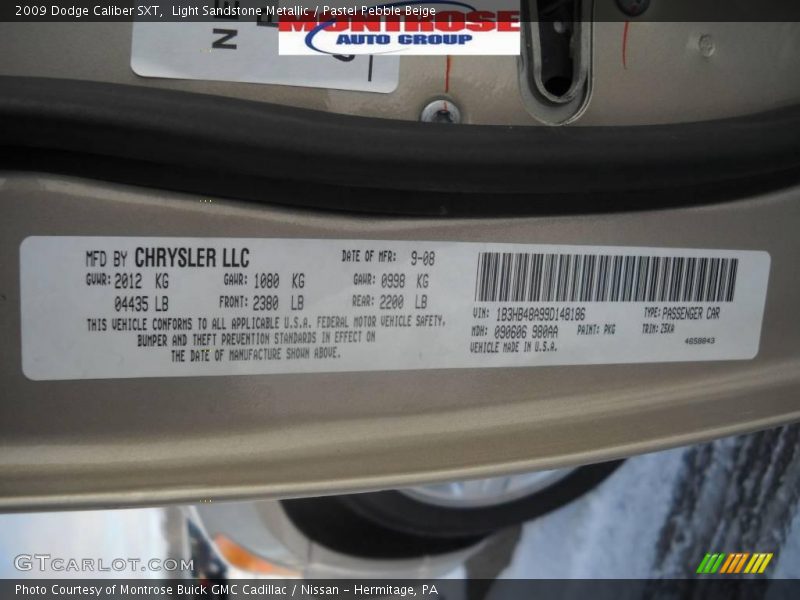 2009 Dodge Caliber SXT,  Light Sandstone Metallic / Pastel Pebble Beige
MONTROSE
AUTO GROUP
MFD BY CHRYSLER LLC DATE OF MFR: 9-08
GVWR: 2012 KG GAWR: 1080 KG GAWR: 0998 KG
04435 LB FRONT: 2380 LB REAR: 2200 LB
THIS VEHICLE CONFORMS TO ALL APPLICABLE U.S.A. FEDERAL MOTOR VEHICLE SAFETY,
BUMPER AND THEFT PREVENTION STANDARDS IN EFFECT ON
THE DATE OF MANUFACTURE SHOWN ABOVE.
VIN: 1B3HB48A99D148186 TYPE: PASSENGER CAR
MDH: 090606 980AA PAINT: PKG TRIM: Z5KA
VEHICLE MADE IN U.S.A. 4658843
GTCARLOT.COM
Photo Courtesy of Montrose Buick GMC Cadillac / Nissan - Hermitage, PA